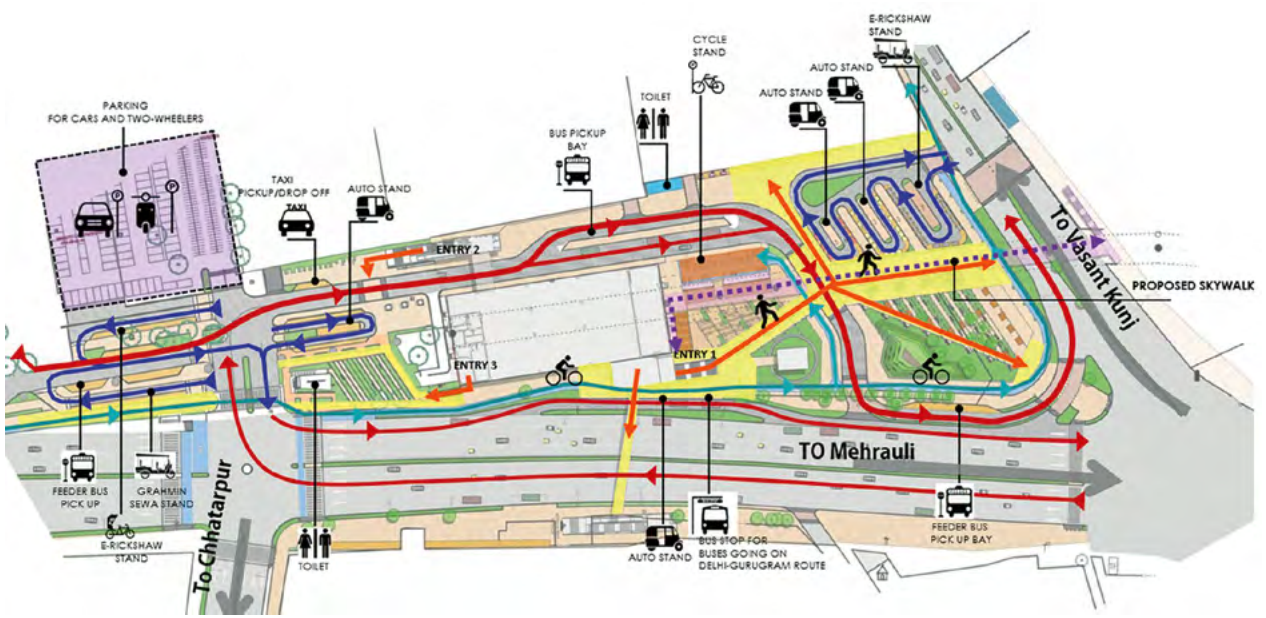 E-RICKSHAW
STAND
CYCLE
STAND
AUTO STAND
AUTO STAND
TOILET
PARKING
FOR CARS AND TWO-WHEELERS
P
P
BUS PICKUP
BAY
TAXI
PICKUP/DROP OFF
TAXI
AUTO STAND
ENTRY 2
TO Vasant Kunj
PROPOSED SKYWALK
ENTRY 1
ENTRY 3
TO Mehrauli
FEEDER BUS
PICK UP
GRAHMIN
SEWA STAND
E-RICKSHAW
STAND
To Chhatarpur
TOILET
AUTO STAND
BUS STOP FOR
BUSES GOING ON
DELHI-GURUGRAM ROUTE
FEEDER BUS
PICK UP BAY